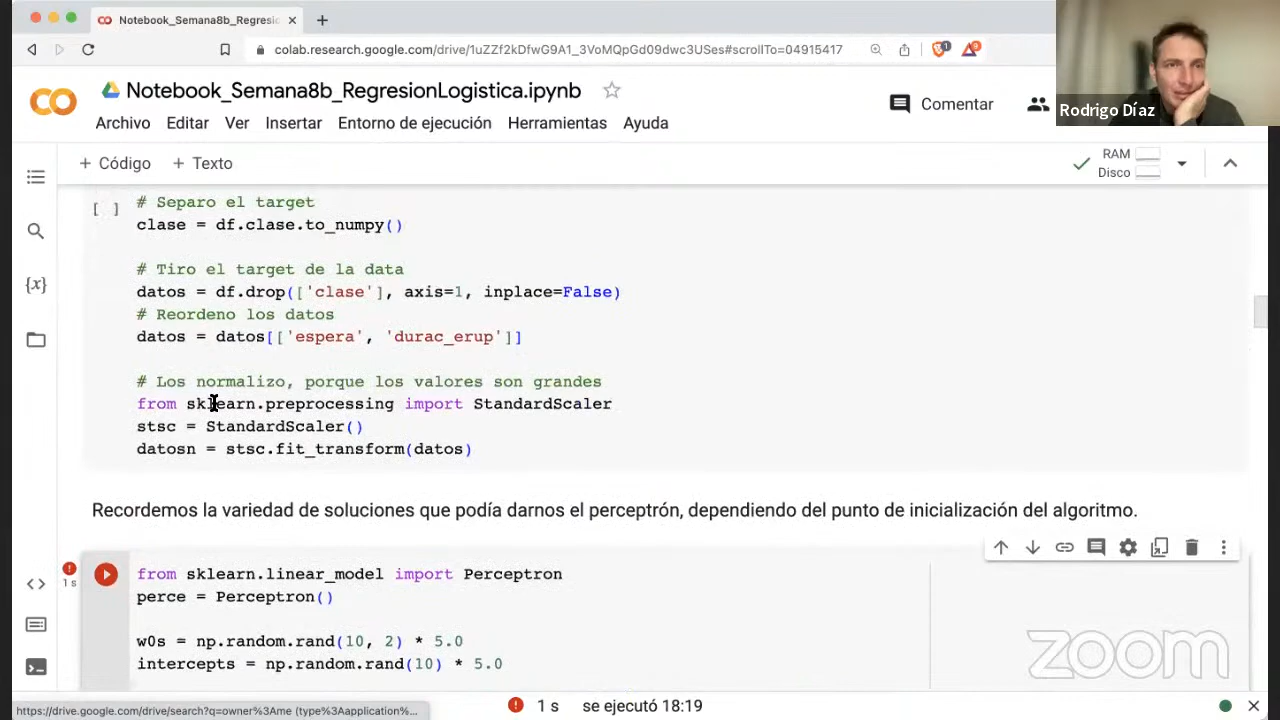 Notebook_Semana8b_Regresio
colab.research.google.com/drive/1uZZf2kDfwG9A1_3VoMQpGd09dwc3USes#scrollTo=04915417
Rodrigo Díaz
Notebook_Semana8b_RegresionLogistica.ipynb
Comentar
Archivo Editar Ver Insertar Entorno de ejecución Herramientas Ayuda
+ Código + Texto
RAM
Disco
[ ]
# Separo el target
clase = df.clase.to_numpy()
# Tiro el target de la data
datos = df.drop(['clase'], axis=1, inplace=False)
# Reordeno los datos
datos = datos[['espera', 'durac_erup']]
# Los normalizo, porque los valores son grandes
from sklearn.preprocessing import StandardScaler
stsc = StandardScaler()
datosn = stsc.fit_transform(datos)
Recordemos la variedad de soluciones que podía darnos el perceptrón, dependiendo del punto de inicialización del algoritmo.
1 s
from sklearn.linear_model import Perceptron
perce = Perceptron()
w0s = np.random.rand(10, 2) * 5.0
intercepts = np.random.rand(10) * 5.0
zoom
https://drive.google.com/drive/search?q=owner%3Ame (type%3Aapplication%...
1 s se ejecutó 18:19